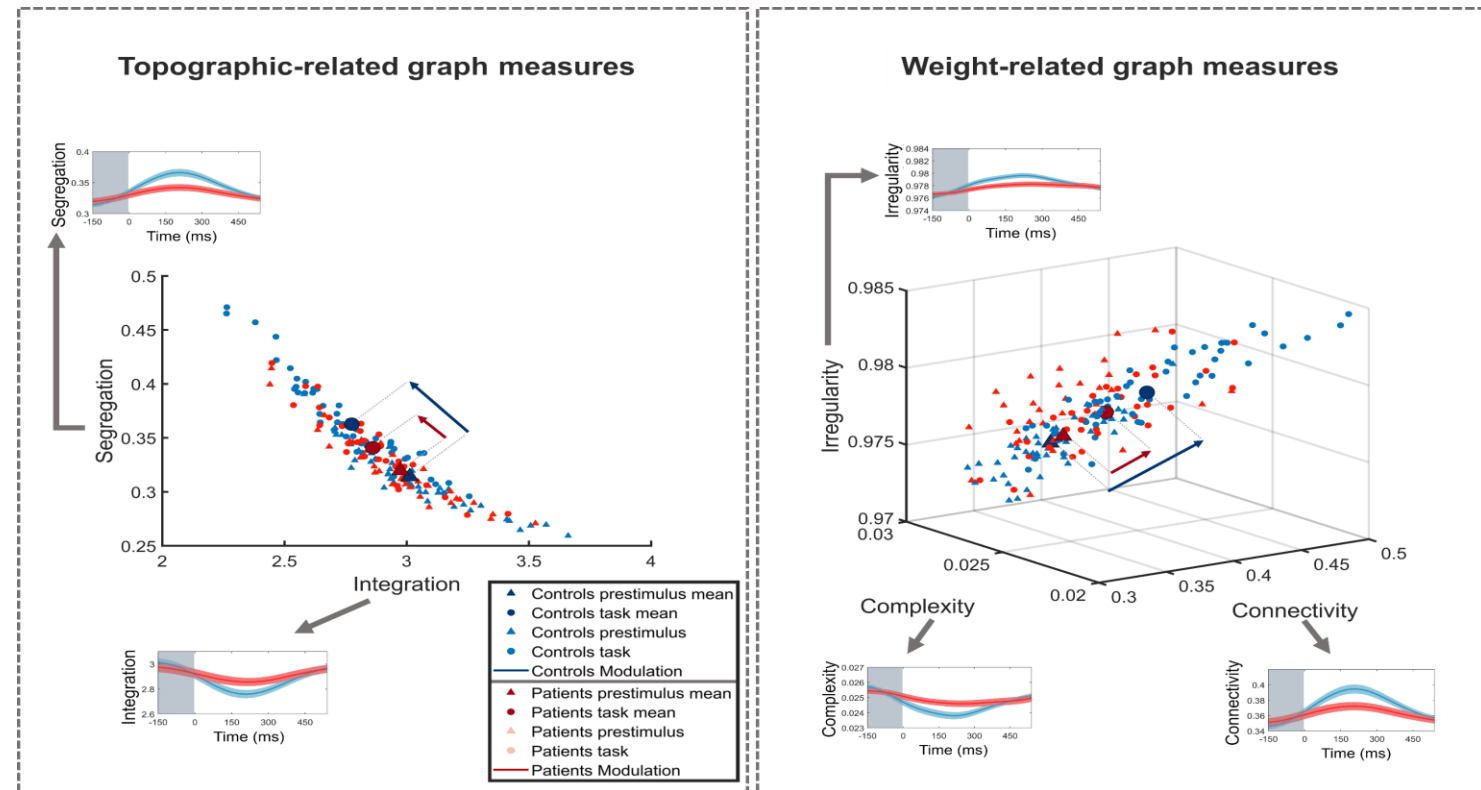 Topographic-related graph measures
Segregation
0.4
0.35
0.3
-150 0 150 300 450
Time (ms)
Segregation
0.5
0.45
0.4
0.35
0.3
0.25
2 2.5 3 3.5 4
Integration
Integration
3
2.8
2.6
-150 0 150 300 450
Time (ms)
Controls prestimulus mean
Controls task mean
Controls prestimulus
Controls task
Controls Modulation
Patients prestimulus mean
Patients task mean
Patients prestimulus
Patients task
Patients Modulation
Weight-related graph measures
Irregularity
0.984
0.982
0.98
0.978
0.976
0.974
-150 0 150 300 450
Time (ms)
Irregularity
0.985
0.98
0.975
0.97
0.03
0.025
0.02
0.3
0.35
0.4
0.45
0.5
Complexity
Connectivity
Complexity
0.027
0.026
0.025
0.024
0.023
-150 0 150 300 450
Time (ms)
Connectivity
0.4
0.38
0.36
0.34
-150 0 150 300 450
Time (ms)